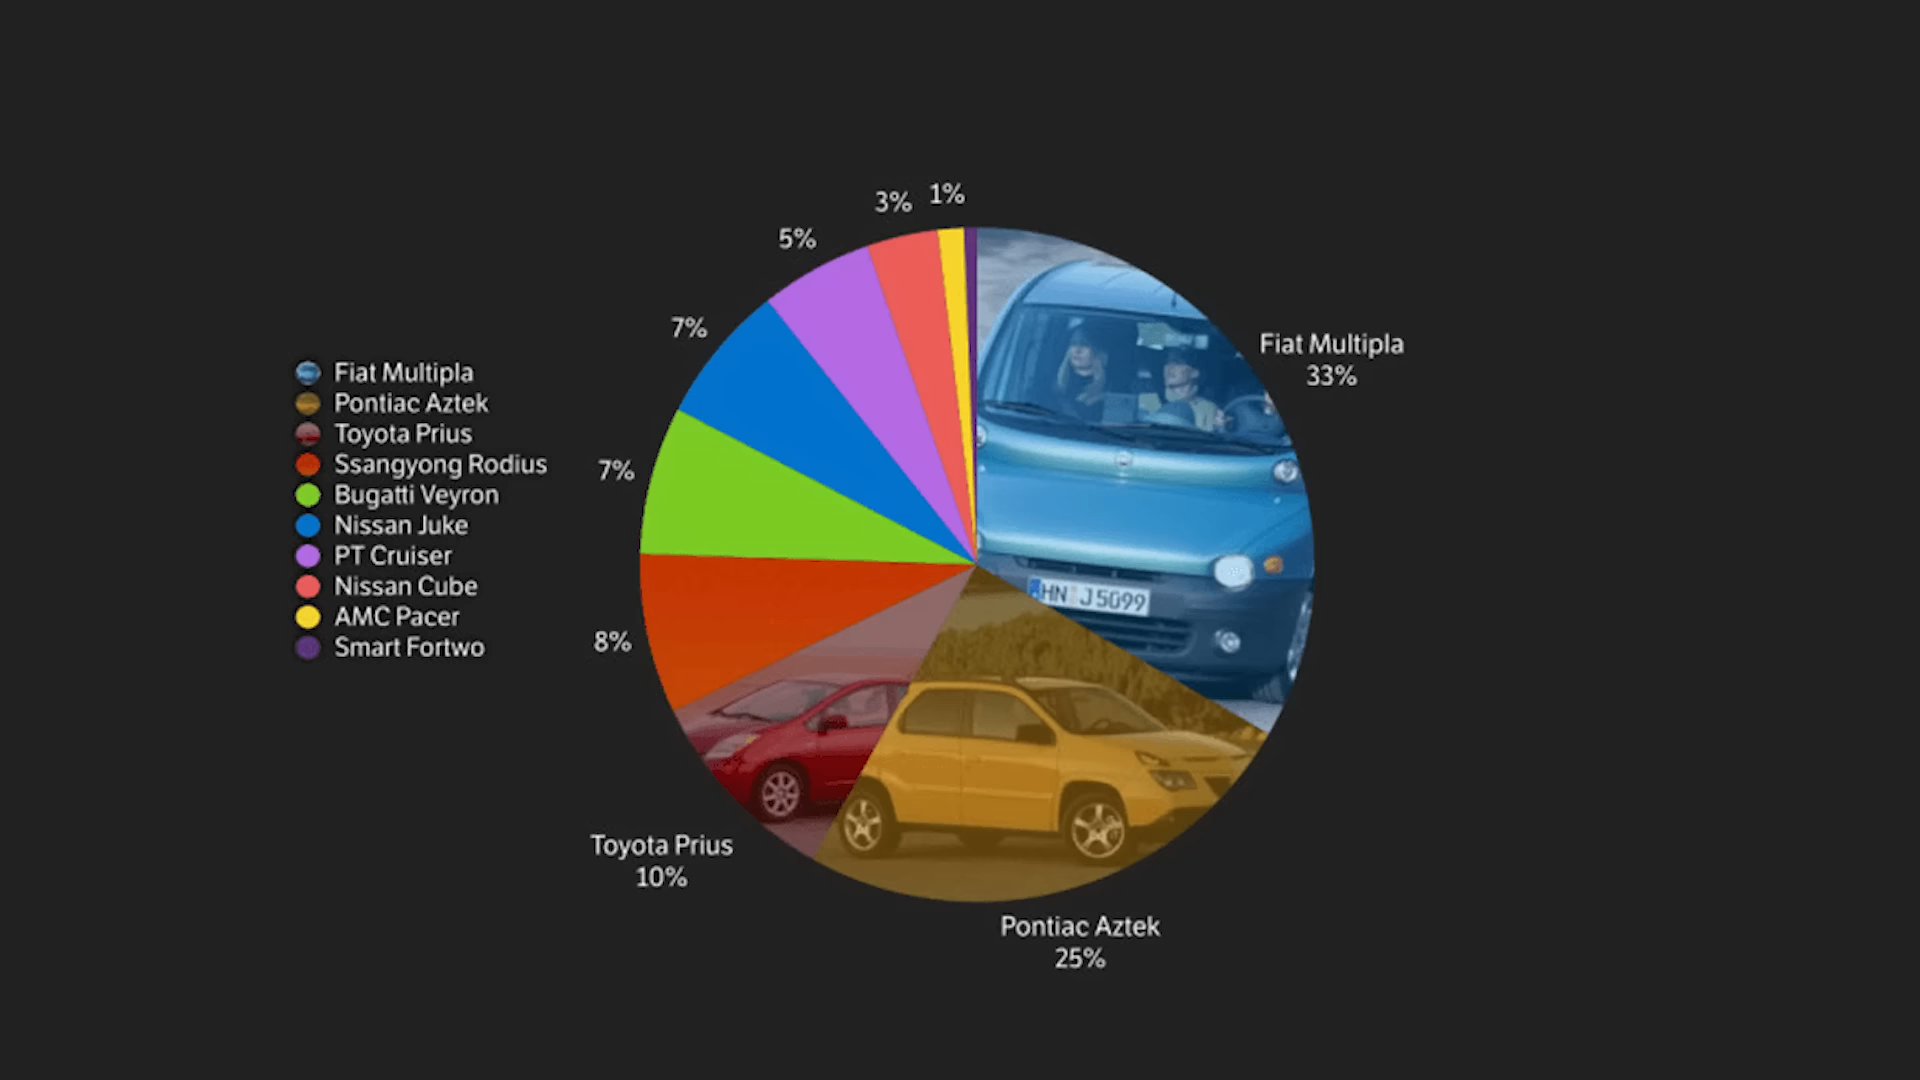 3% 1%
5%
7%
Fiat Multipla
33%
Fiat Multipla
Pontiac Aztek
Toyota Prius
Ssangyong Rodius
Bugatti Veyron
Nissan Juke
PT Cruiser
Nissan Cube
AMC Pacer
Smart Fortwo
7%
8%
HN J 5099
Toyota Prius
10%
Pontiac Aztek
25%